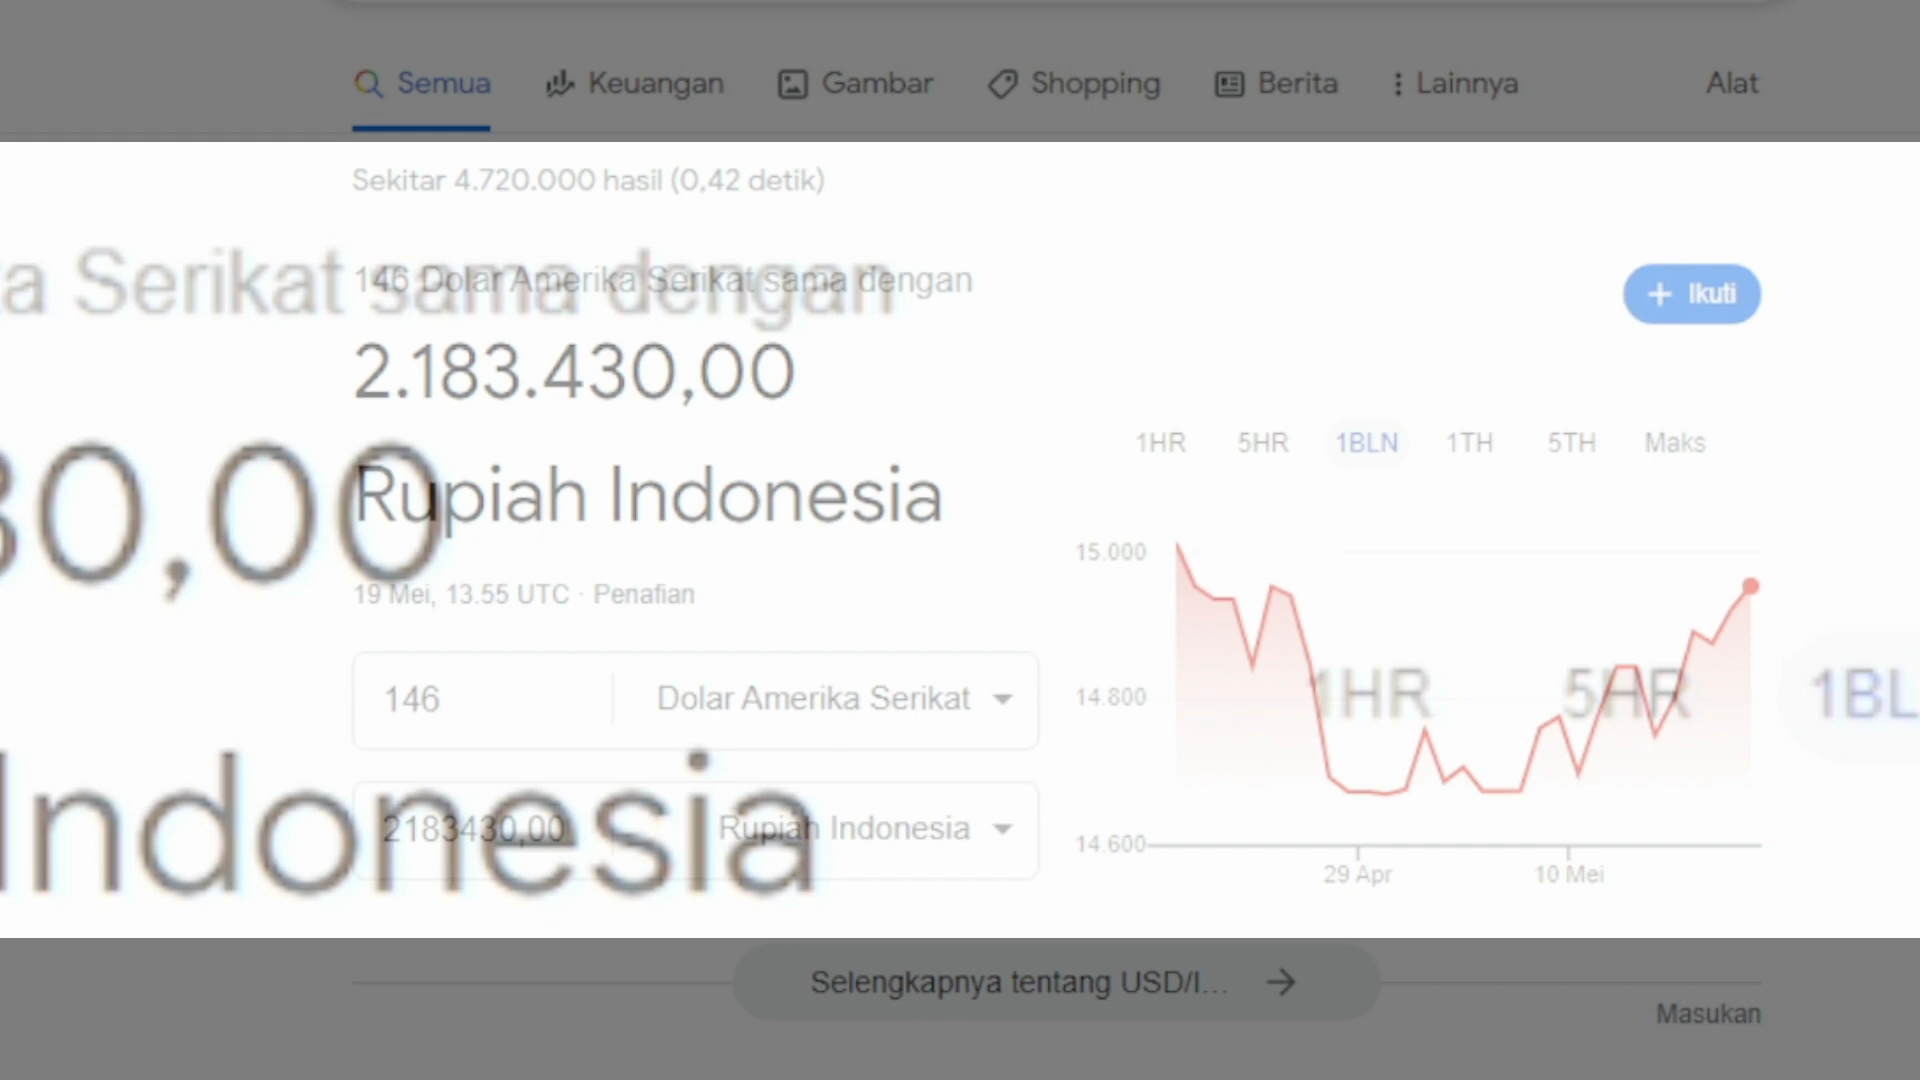 Semua Keuangan Gambar Shopping Berita Lainnya Alat
Sekitar 4.720.000 hasil (0,42 detik)
a Serikat sama dengan
146 Dolar Amerika Serikat sama dengan
+ Ikuti
2.183.430,00
30,00
Rupiah Indonesia
19 Mei, 13.55 UTC · Penafian
1HR 5HR 1BLN 1TH 5TH Maks
15.000
14.800
14.600
29 Apr 10 Mei
1HR 5HR 1BL
146 Dolar Amerika Serikat
Indonesia
2183430,00 Rupiah Indonesia
Selengkapnya tentang USD/I...
Masukan